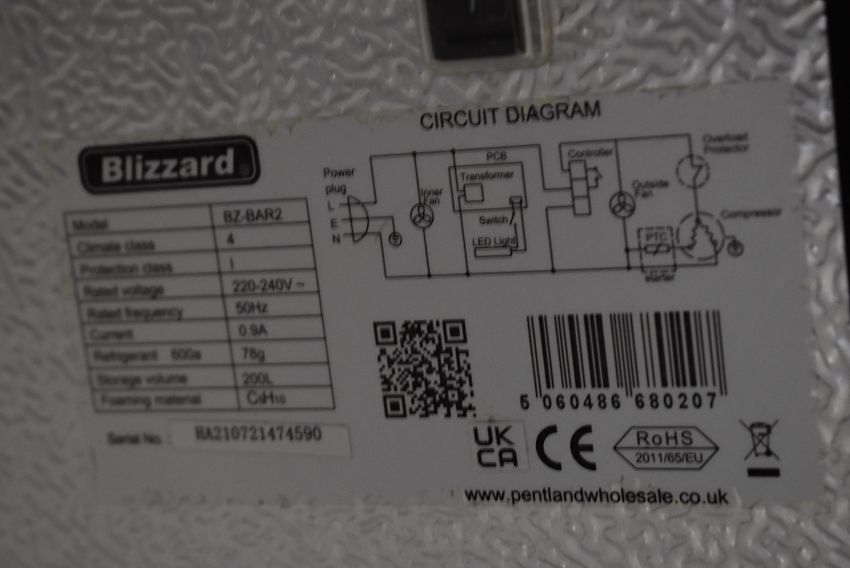 CIRCUIT DIAGRAM
Blizzard
Model BZ-BAR2
Climate class 4
Protection class I
Rated voltage 220-240V ~
Rated frequency 50Hz
Current 0.9A
Refrigerant 600a 78g
Storage volume 200L
Foaming material C5H10
Serial No.: HA210721474590
Power
plug
L
E
N
Inner
Fan
PCB
Transformer
Switch
LED Light
Controller
Outside
Fan
Overload
Protector
Compressor
PTC
starter
5 060486 680207
UK
CA
CE
RoHS
2011/65/EU
www.pentlandwholesale.co.uk